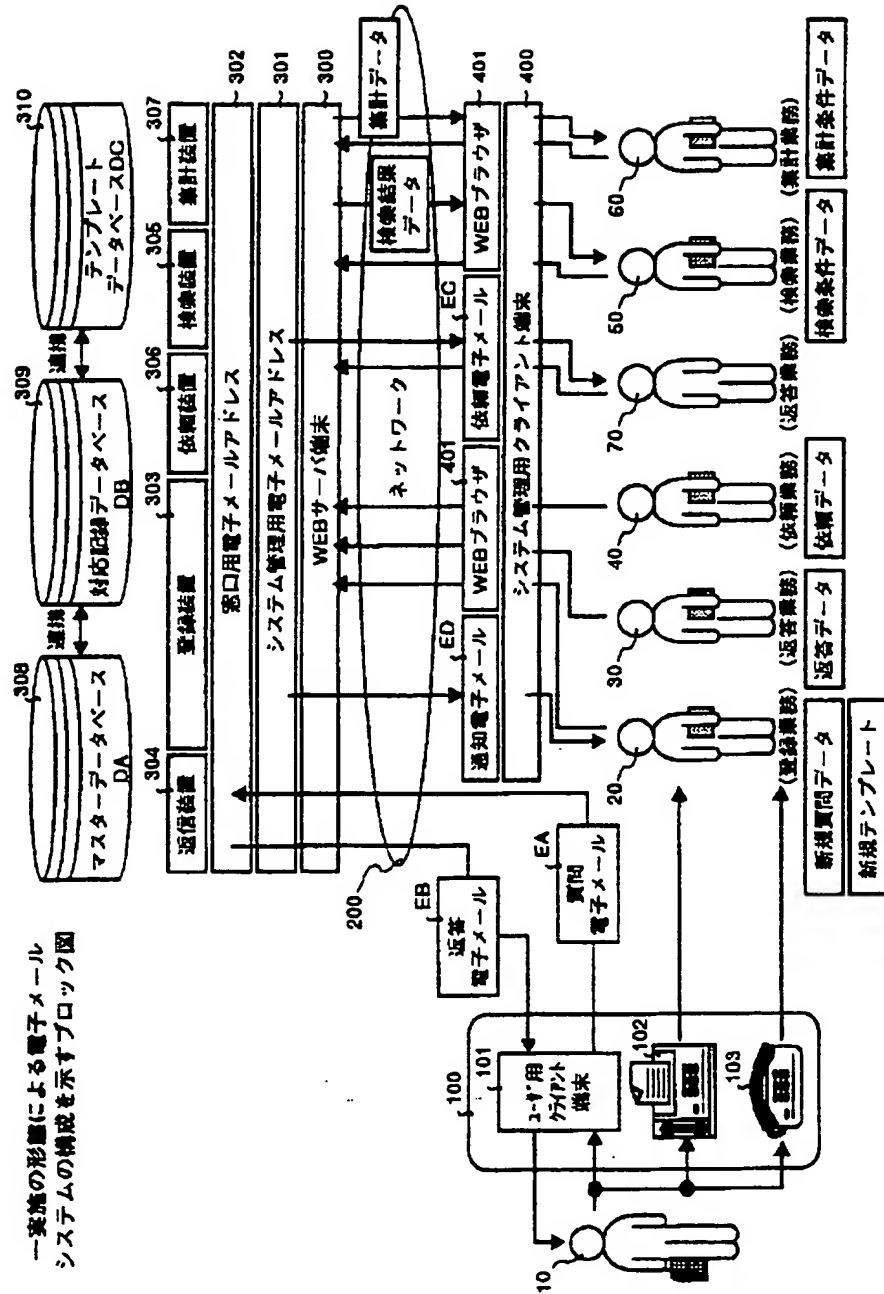 一実施の形態による電子メール
システムの構成を示すブロック図
308
マスターデータベース
DA
連携
309
対応記録データベース
DB
連携
310
テンプレート
データベースDC
304
返信装置
303
登録装置
306
依頼装置
305
検索装置
307
集計装置
窓口用電子メールアドレス
302
システム管理用電子メールアドレス
301
WEBサーバ端末
300
200
ネットワーク
検索結果
データ
集計データ
EB
返答
電子メール
EA
質問
電子メール
ED
通知電子メール
401
WEBブラウザ
EC
依頼電子メール
WEBブラウザ
401
システム管理用クライアント端末
400
100
101
ユーザ用
クライアント
端末
102
103
10
20
30
40
70
50
60
(登録業務)
(返答業務)
(依頼業務)
(返答業務)
(検索業務)
(集計業務)
新規質問データ
返答データ
依頼データ
検索条件データ
集計条件データ
新規テンプレート